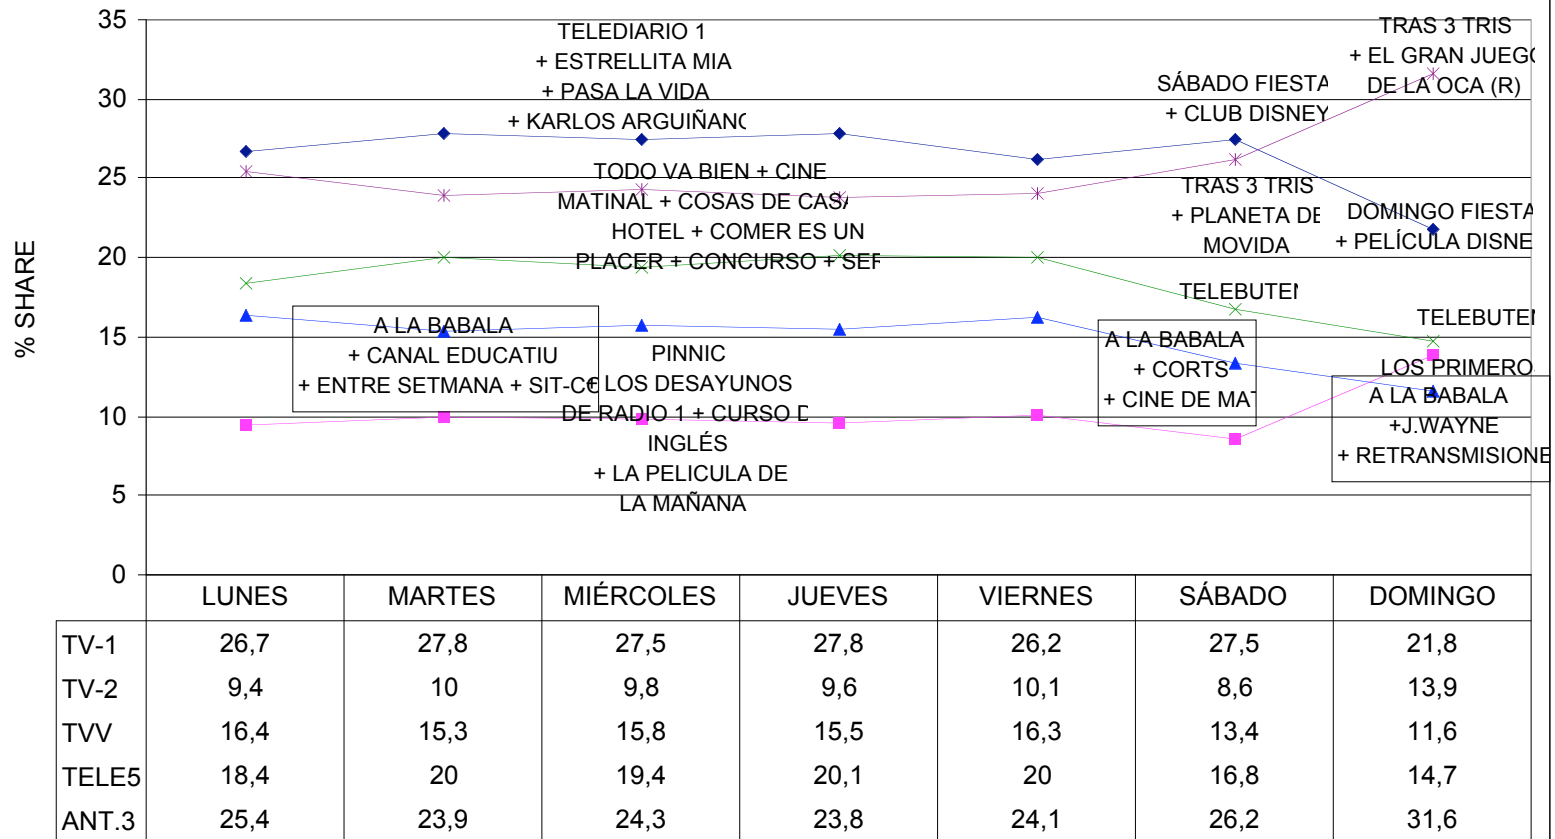 % SHARE
35
30
25
20
15
10
5
0
TELEDIARIO 1
+ ESTRELLITA MIA
+ PASA LA VIDA
+ KARLOS ARGUIÑANO
TODO VA BIEN + CINE
MATINAL + COSAS DE CASA
HOTEL + COMER ES UN
PLACER + CONCURSO + SER
A LA BABALA
+ CANAL EDUCATIU
+ ENTRE SETMANA + SIT-CO
PINNIC
+ LOS DESAYUNOS
DE RADIO 1 + CURSO D
INGLÉS
+ LA PELICULA DE
LA MAÑANA
SÁBADO FIESTA
+ CLUB DISNEY
TRAS 3 TRIS
+ PLANETA DE
MOVIDA
TELEBUTEN
A LA BABALA
+ CORTS
+ CINE DE MAT
TRAS 3 TRIS
+ EL GRAN JUEGO
DE LA OCA (R)
DOMINGO FIESTA
+ PELÍCULA DISNE
TELEBUTEN
LOS PRIMERO
A LA BABALA
+J.WAYNE
+ RETRANSMISIONE
LUNES MARTES MIÉRCOLES JUEVES VIERNES SÁBADO DOMINGO
TV-1 26,7 27,8 27,5 27,8 26,2 27,5 21,8
TV-2 9,4 10 9,8 9,6 10,1 8,6 13,9
TVV 16,4 15,3 15,8 15,5 16,3 13,4 11,6
TELE5 18,4 20 19,4 20,1 20 16,8 14,7
ANT.3 25,4 23,9 24,3 23,8 24,1 26,2 31,6